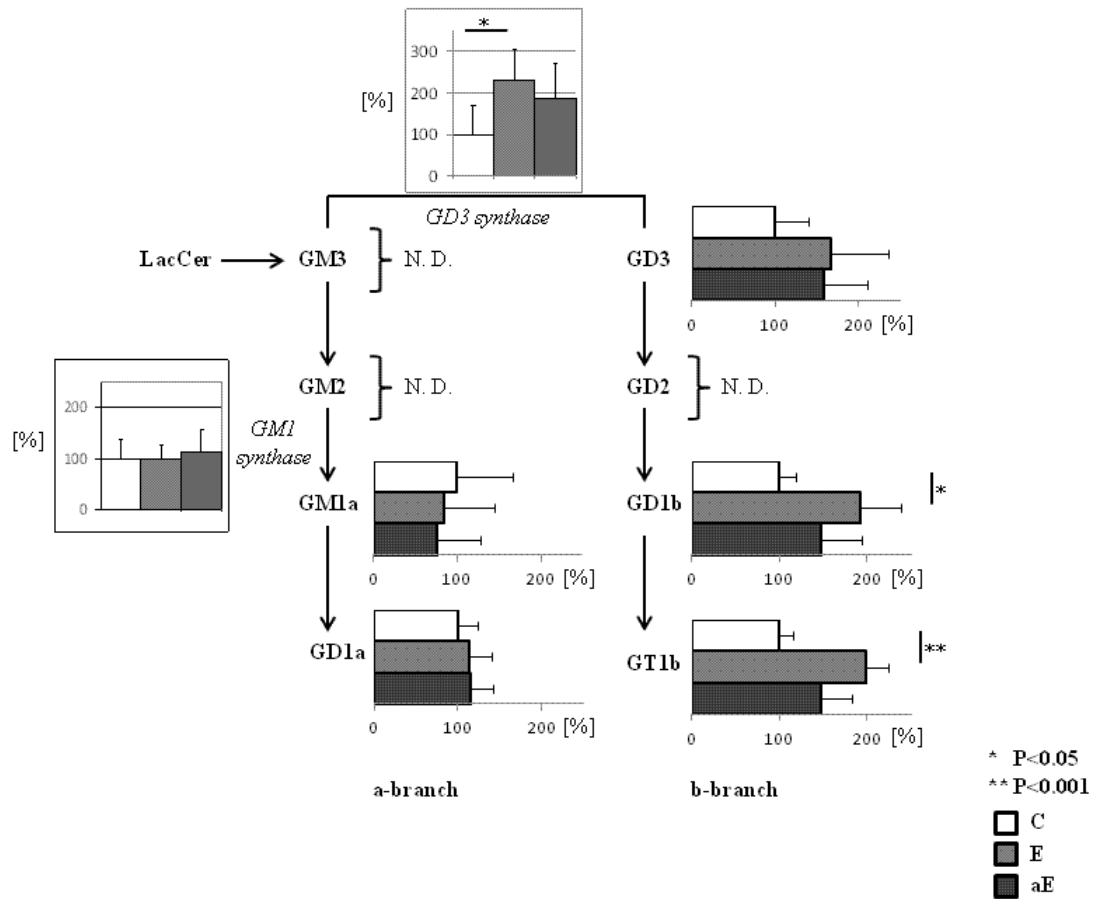 *
300
200
[%]
100
0
GD3 synthase
LacCer
GM3
N. D.
GD3
0 100 200 [%]
GM2
N. D.
GD2
N. D.
200
[%]
100
0
GM1
synthase
GM1a
0 100 200 [%]
GD1b
*
0 100 200 [%]
GD1a
0 100 200 [%]
GT1b
**
0 100 200 [%]
a-branch
b-branch
* P<0.05
** P<0.001
C
E
aE